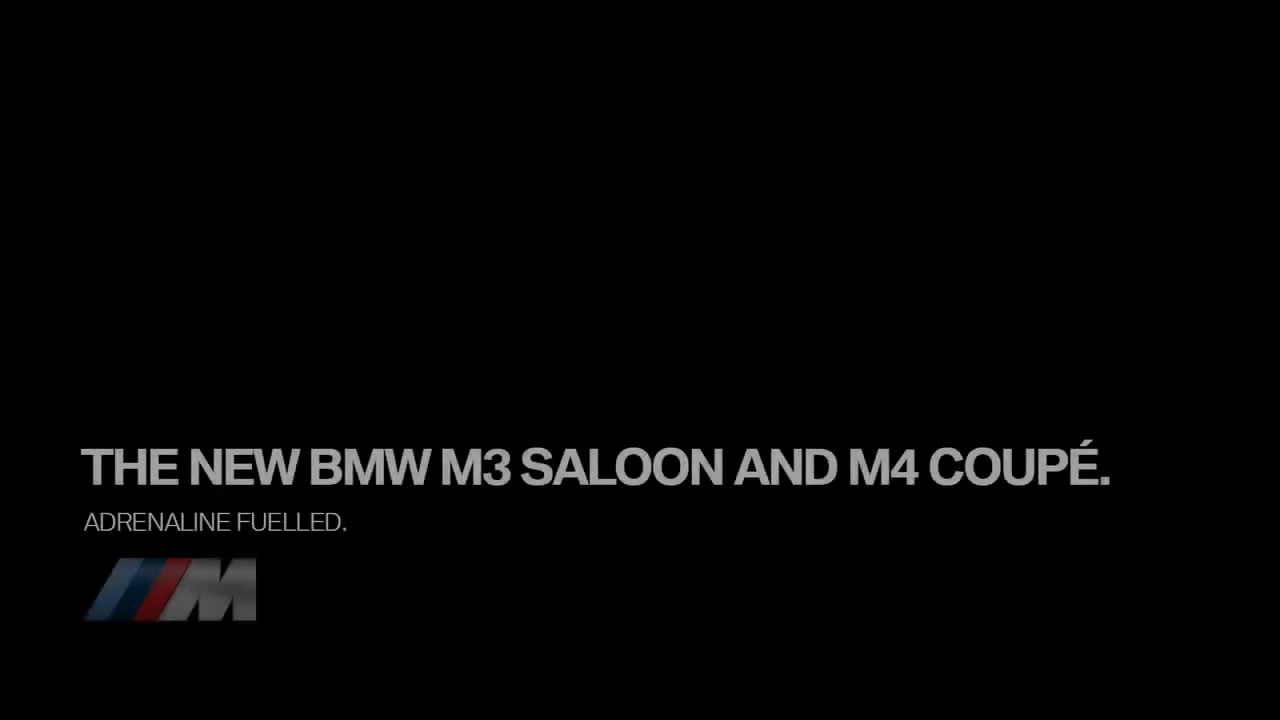 THE NEW BMW M3 SALOON AND M4 COUPÉ.
ADRENALINE FUELLED.
M